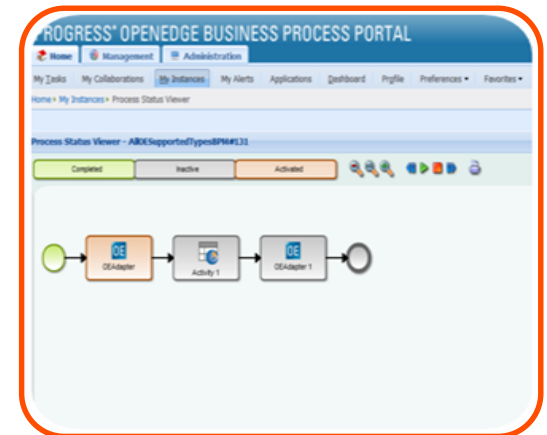 PROGRESS® OPENEDGE BUSINESS PROCESS PORTAL
Home Management Administration
My Tasks My Collaborations My Instances My Alerts Applications Dashboard Profile Preferences Favorites
Home My Instances Process Status Viewer
Process Status Viewer - AllOESupportedTypesBPM#131
Completed Inactive Activated
OE OE
OEAdapter Activity 1 OEAdapter 1